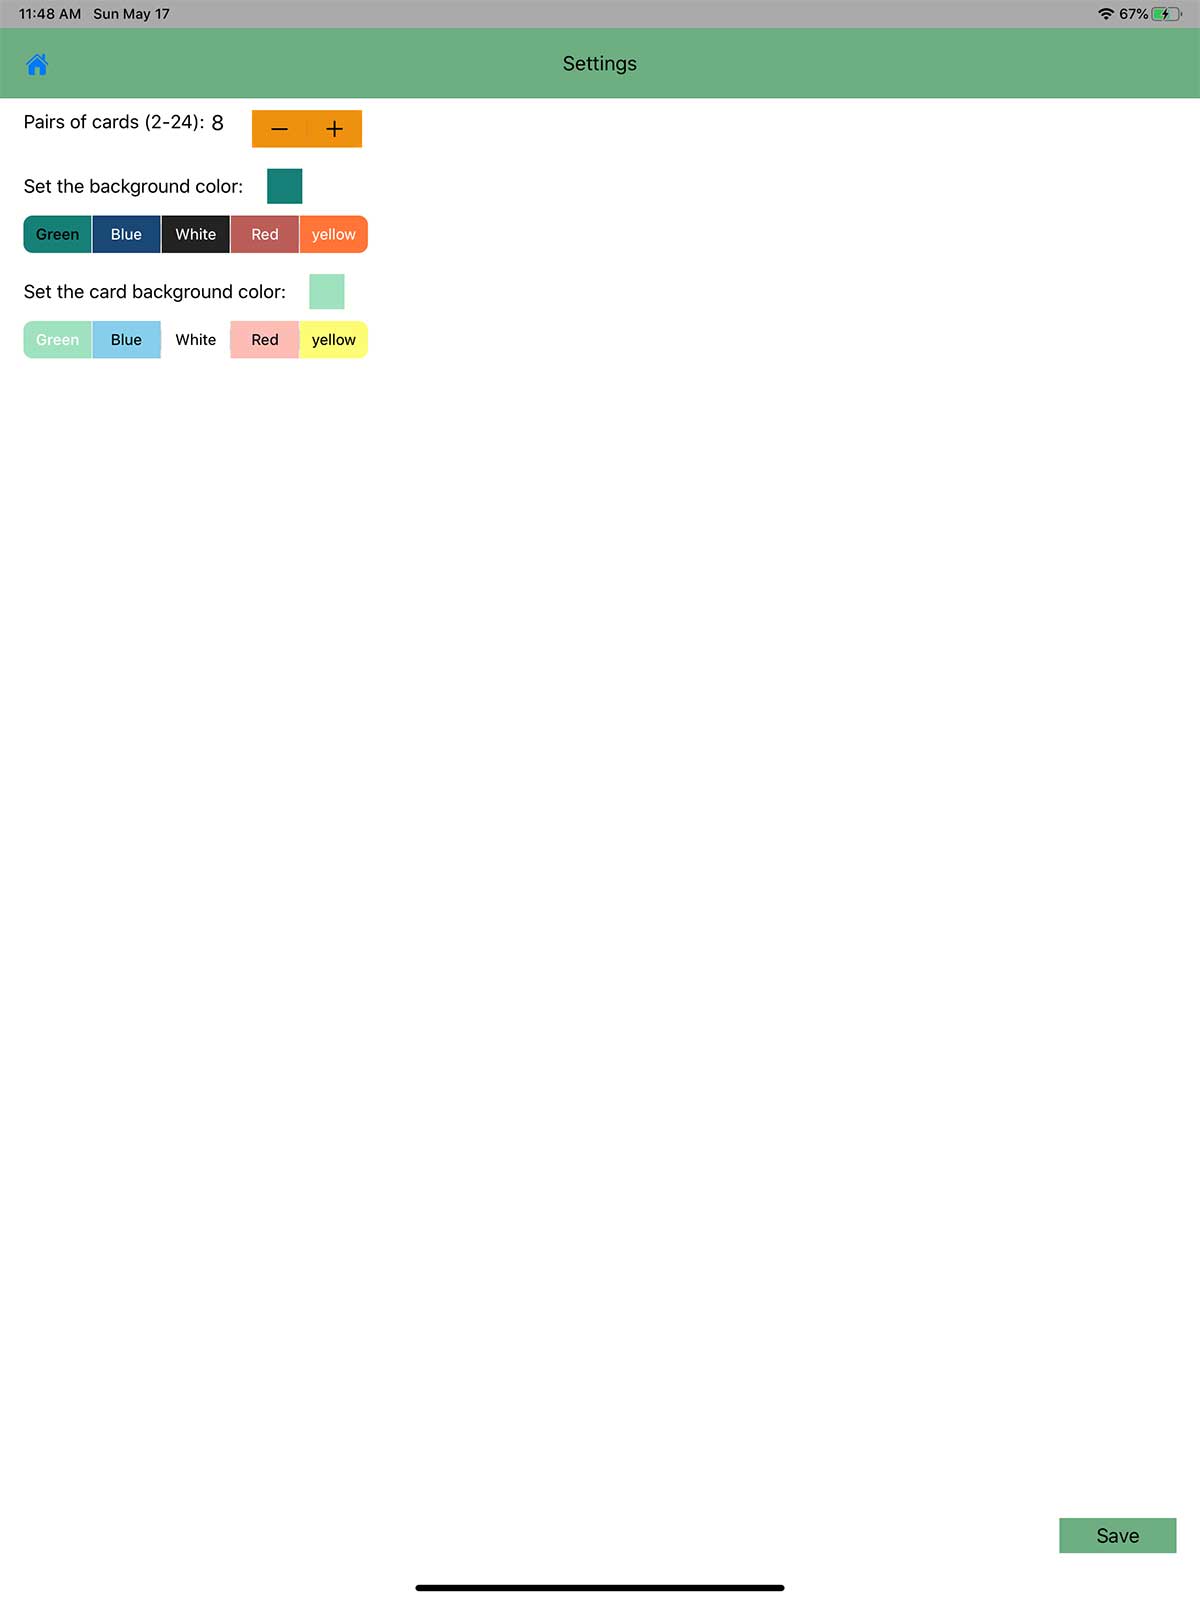 11:48 AM Sun May 17 67%
Settings
Pairs of cards (2-24): 8 − +
Set the background color:
Green Blue White Red yellow
Set the card background color:
Green Blue White Red yellow
Save